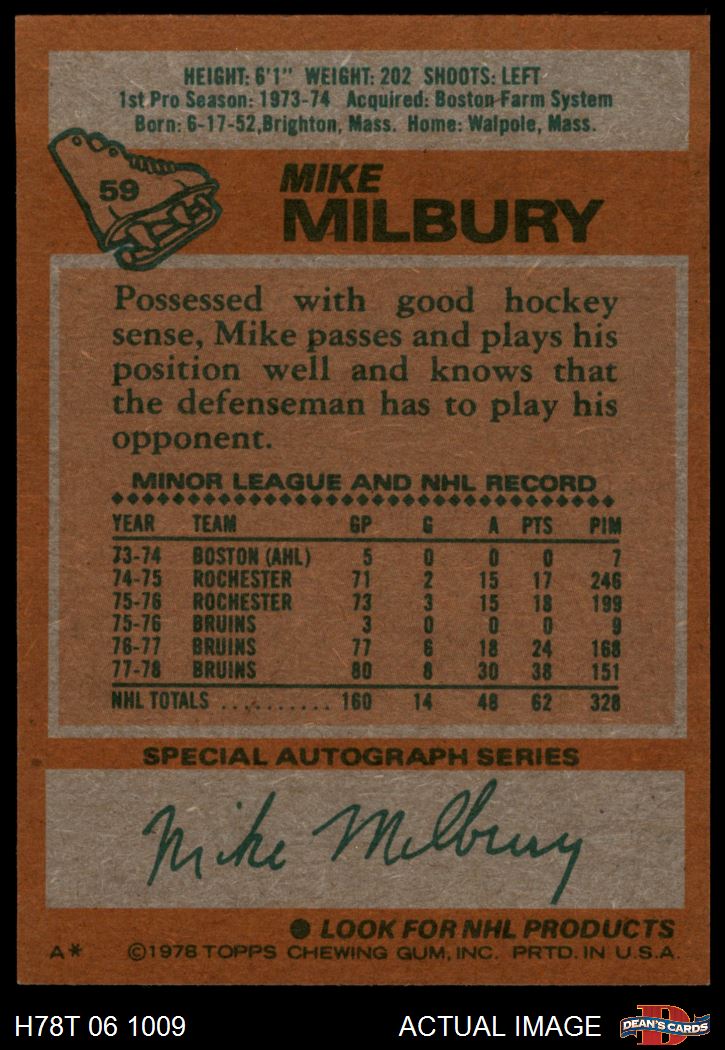 HEIGHT: 6'1" WEIGHT: 202 SHOOTS: LEFT
1st Pro Season: 1973-74 Acquired: Boston Farm System
Born: 6-17-52, Brighton, Mass. Home: Walpole, Mass.
59
MIKE
MILBURY
Possessed with good hockey
sense, Mike passes and plays his
position well and knows that
the defenseman has to play his
opponent.
MINOR LEAGUE AND NHL RECORD
YEAR TEAM GP G A PTS PIM
73-74 BOSTON (AHL) 5 0 0 0 7
74-75 ROCHESTER 71 2 15 17 246
75-76 ROCHESTER 73 3 15 18 199
75-76 BRUINS 3 0 0 0 9
76-77 BRUINS 77 6 18 24 168
77-78 BRUINS 80 8 30 38 151
NHL TOTALS .......... 160 14 48 62 328
SPECIAL AUTOGRAPH SERIES
Mike Milbury
● LOOK FOR NHL PRODUCTS
A* ©1978 TOPPS CHEWING GUM, INC. PRTD. IN U.S.A.
H78T 06 1009 ACTUAL IMAGE DEAN'S CARDS